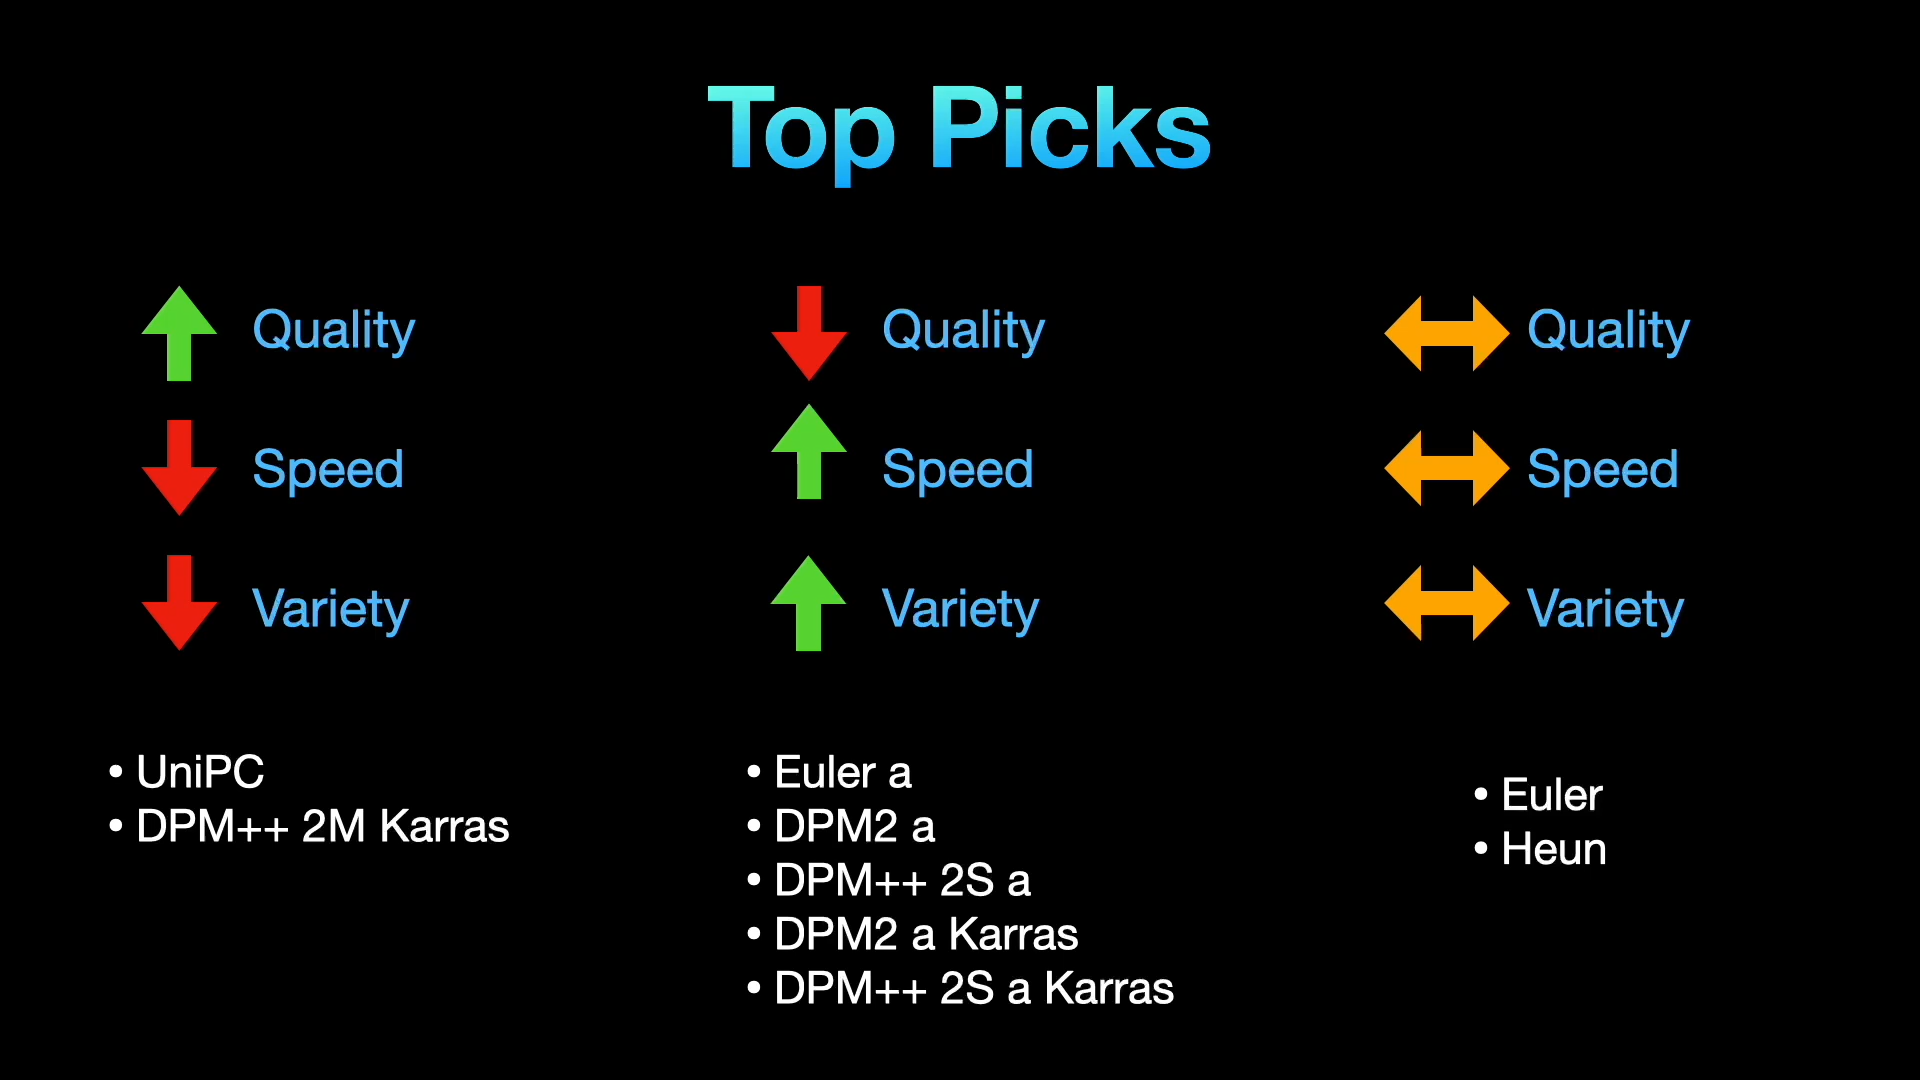 Top Picks
Quality
Speed
Variety
• UniPC
• DPM++ 2M Karras
Quality
Speed
Variety
• Euler a
• DPM2 a
• DPM++ 2S a
• DPM2 a Karras
• DPM++ 2S a Karras
Quality
Speed
Variety
• Euler
• Heun